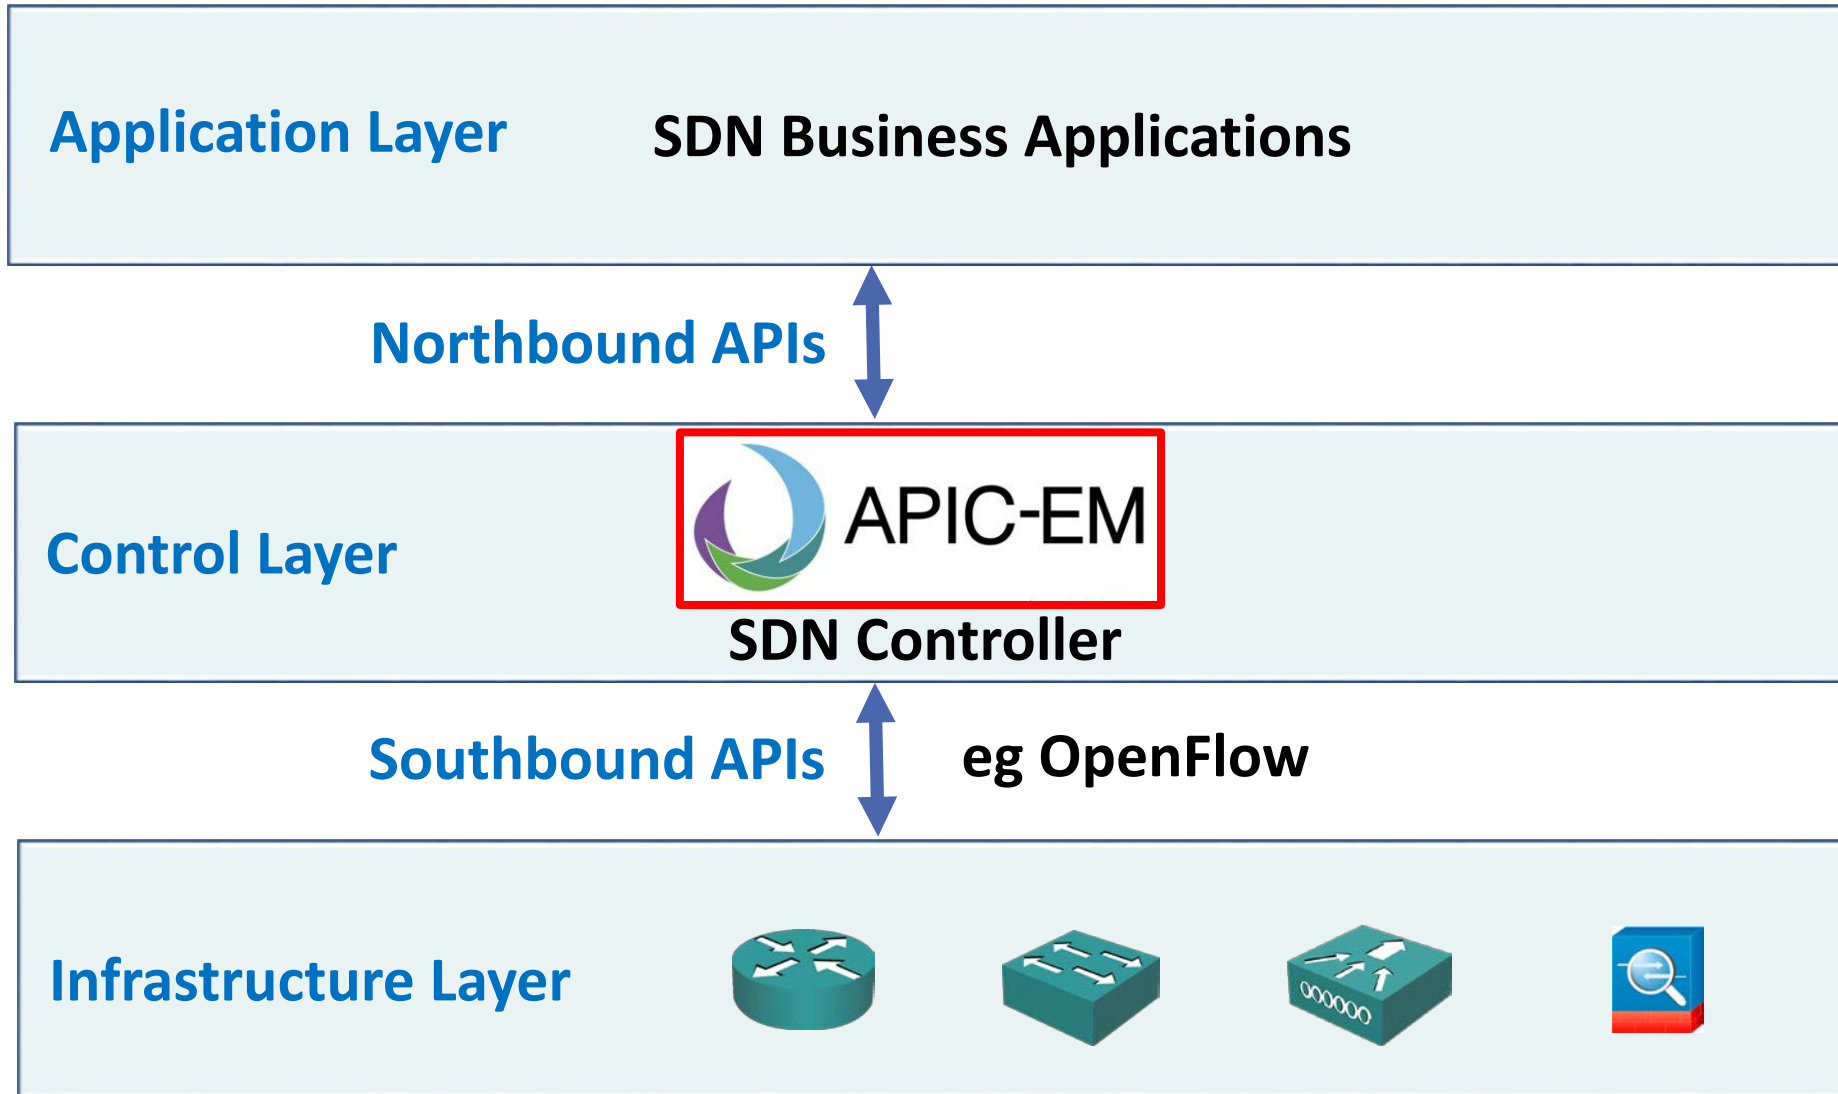 Application Layer
SDN Business Applications
Northbound APIs
APIC-EM
Control Layer
SDN Controller
Southbound APIs
eg OpenFlow
Infrastructure Layer